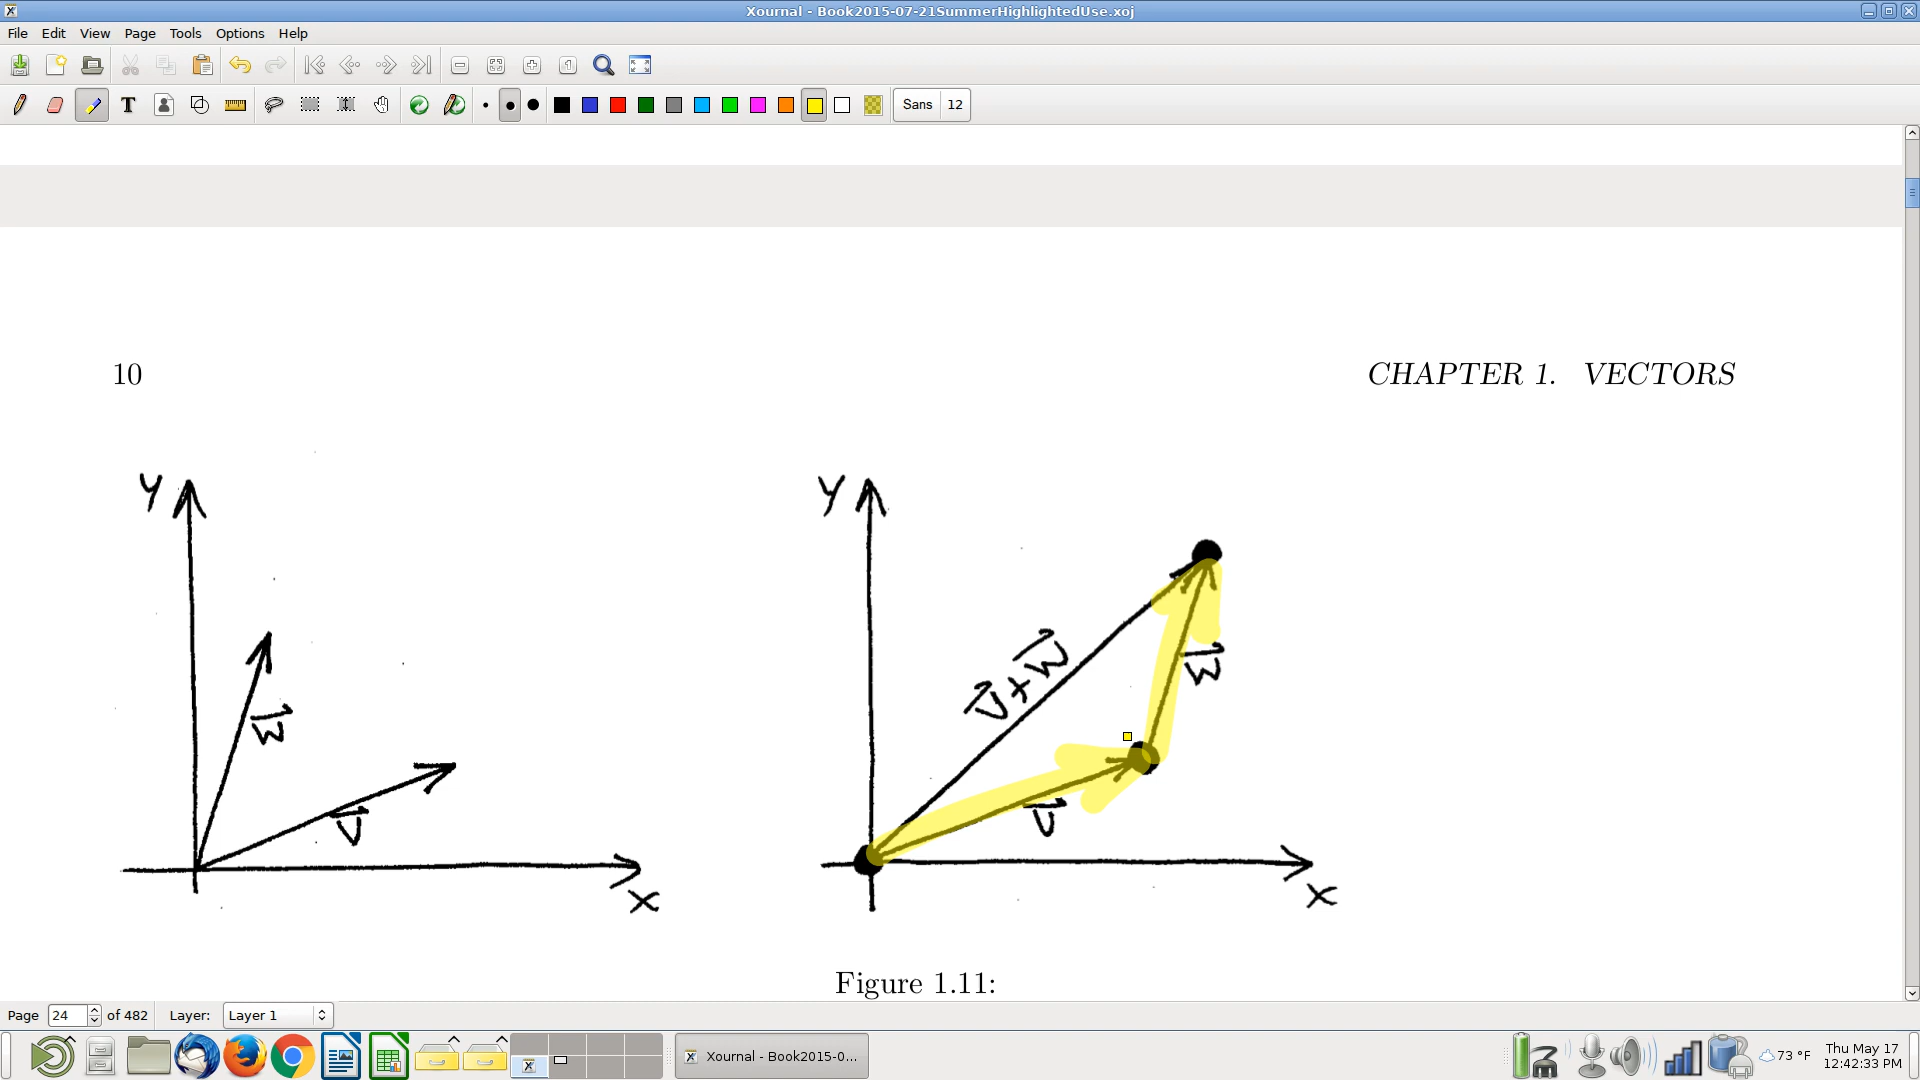 Xournal - Book2015-07-21SummerHighlightedUse.xoj
File Edit View Page Tools Options Help
T Sans 12
10 CHAPTER 1. VECTORS
y
w⃗
v⃗
x
y
v⃗+w⃗
w⃗
v⃗
x
Figure 1.11:
Page 24 of 482 Layer: Layer 1
Xournal - Book2015-0...
73 °F
Thu May 17
12:42:33 PM